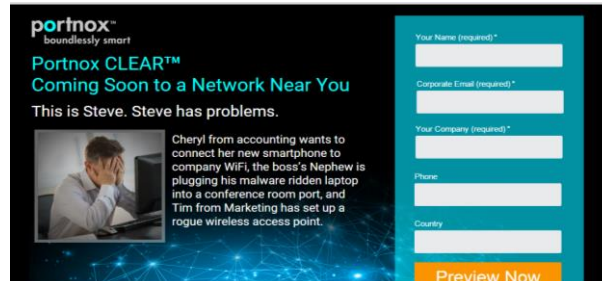 portnox™
boundlessly smart
Portnox CLEAR™
Coming Soon to a Network Near You
This is Steve. Steve has problems.
Cheryl from accounting wants to
connect her new smartphone to
company WiFi, the boss's Nephew is
plugging his malware ridden laptop
into a conference room port, and
Tim from Marketing has set up a
rogue wireless access point.
Your Name (required) *
Corporate Email (required) *
Your Company (required) *
Phone
Country
Preview Now